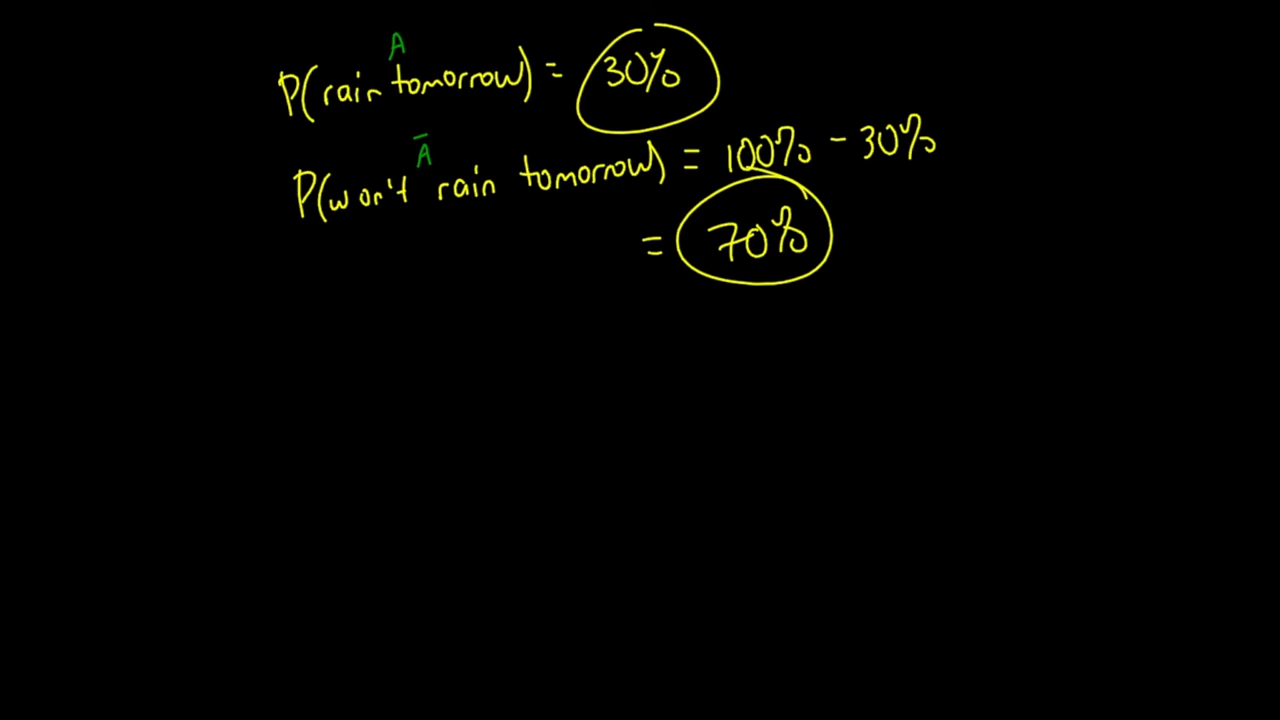 A
P(rain tomorrow) = 30%
Ā
P(won't rain tomorrow) = 100% - 30%
= 70%